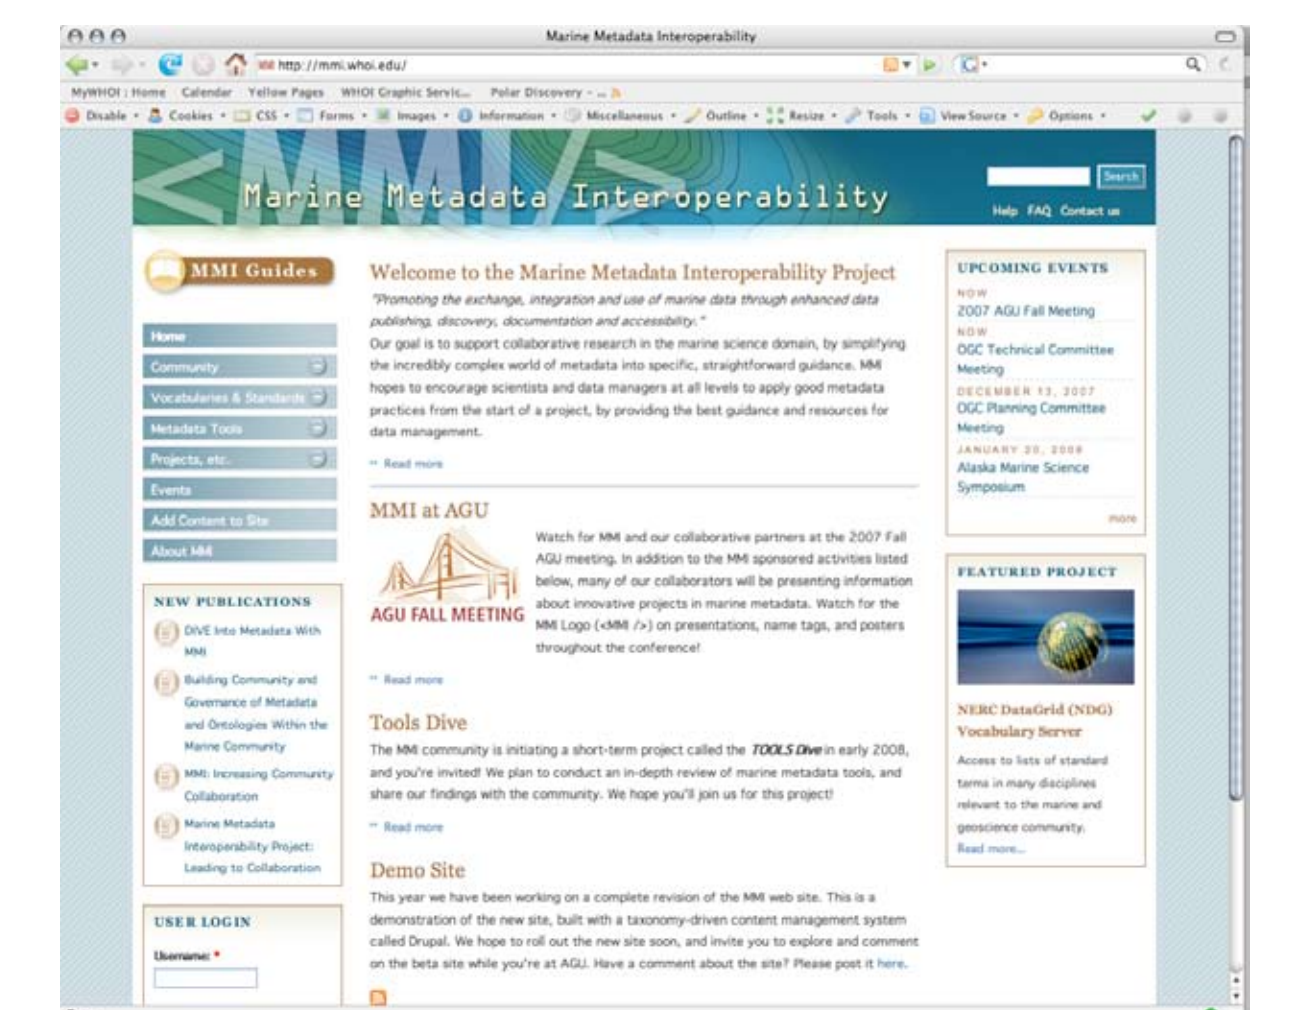 Marine Metadata Interoperability
http://mmi.whoi.edu/
MyWHOI : Home Calendar Yellow Pages WHOI Graphic Servic... Polar Discovery - ...
Disable Cookies CSS Forms Images Information Miscellaneous Outline Resize Tools View Source Options
<MMI/>
Marine Metadata Interoperability
Search
Help FAQ Contact us
MMI Guides
Home
Community
Vocabularies & Standards
Metadata Tools
Projects, etc.
Events
Add Content to Site
About MMI
NEW PUBLICATIONS
DIVE Into Metadata With
MMI
Building Community and
Governance of Metadata
and Ontologies Within the
Marine Community
MMI: Increasing Community
Collaboration
Marine Metadata
Interoperability Project:
Leading to Collaboration
USER LOGIN
Username: *
Welcome to the Marine Metadata Interoperability Project
"Promoting the exchange, integration and use of marine data through enhanced data
publishing, discovery, documentation and accessibility."
Our goal is to support collaborative research in the marine science domain, by simplifying
the incredibly complex world of metadata into specific, straightforward guidance. MMI
hopes to encourage scientists and data managers at all levels to apply good metadata
practices from the start of a project, by providing the best guidance and resources for
data management.
Read more
MMI at AGU
AGU FALL MEETING
Watch for MMI and our collaborative partners at the 2007 Fall
AGU meeting. In addition to the MMI sponsored activities listed
below, many of our collaborators will be presenting information
about innovative projects in marine metadata. Watch for the
MMI Logo (<MMI />) on presentations, name tags, and posters
throughout the conference!
Read more
Tools Dive
The MMI community is initiating a short-term project called the TOOLS Dive in early 2008,
and you're invited! We plan to conduct an in-depth review of marine metadata tools, and
share our findings with the community. We hope you'll join us for this project!
Read more
Demo Site
This year we have been working on a complete revision of the MMI web site. This is a
demonstration of the new site, built with a taxonomy-driven content management system
called Drupal. We hope to roll out the new site soon, and invite you to explore and comment
on the beta site while you're at AGU. Have a comment about the site? Please post it here.
UPCOMING EVENTS
NOW
2007 AGU Fall Meeting
NOW
OGC Technical Committee
Meeting
DECEMBER 13, 2007
OGC Planning Committee
Meeting
JANUARY 20, 2008
Alaska Marine Science
Symposium
more
FEATURED PROJECT
NERC DataGrid (NDG)
Vocabulary Server
Access to lists of standard
terms in many disciplines
relevant to the marine and
geoscience community.
Read more...